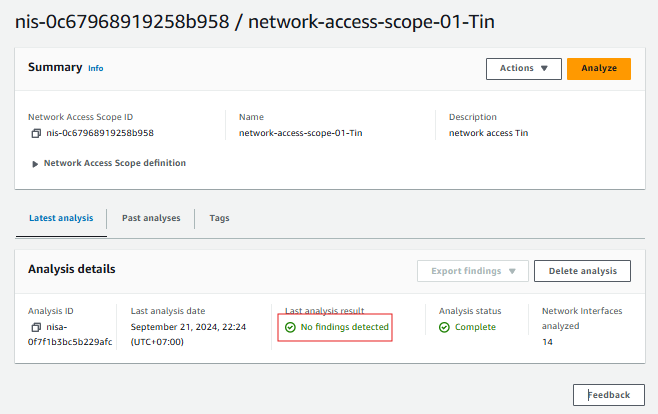 nis-0c67968919258b958 / network-access-scope-01-Tin
Summary Info
Actions
Analyze
Network Access Scope ID
nis-0c67968919258b958
Name
network-access-scope-01-Tin
Description
network access Tin
Network Access Scope definition
Latest analysis
Past analyses
Tags
Analysis details
Export findings
Delete analysis
Analysis ID
nisa-
0f7f1b3bc5b229afc
Last analysis date
September 21, 2024, 22:24
(UTC+07:00)
Last analysis result
No findings detected
Analysis status
Complete
Network Interfaces
analyzed
14
Feedback